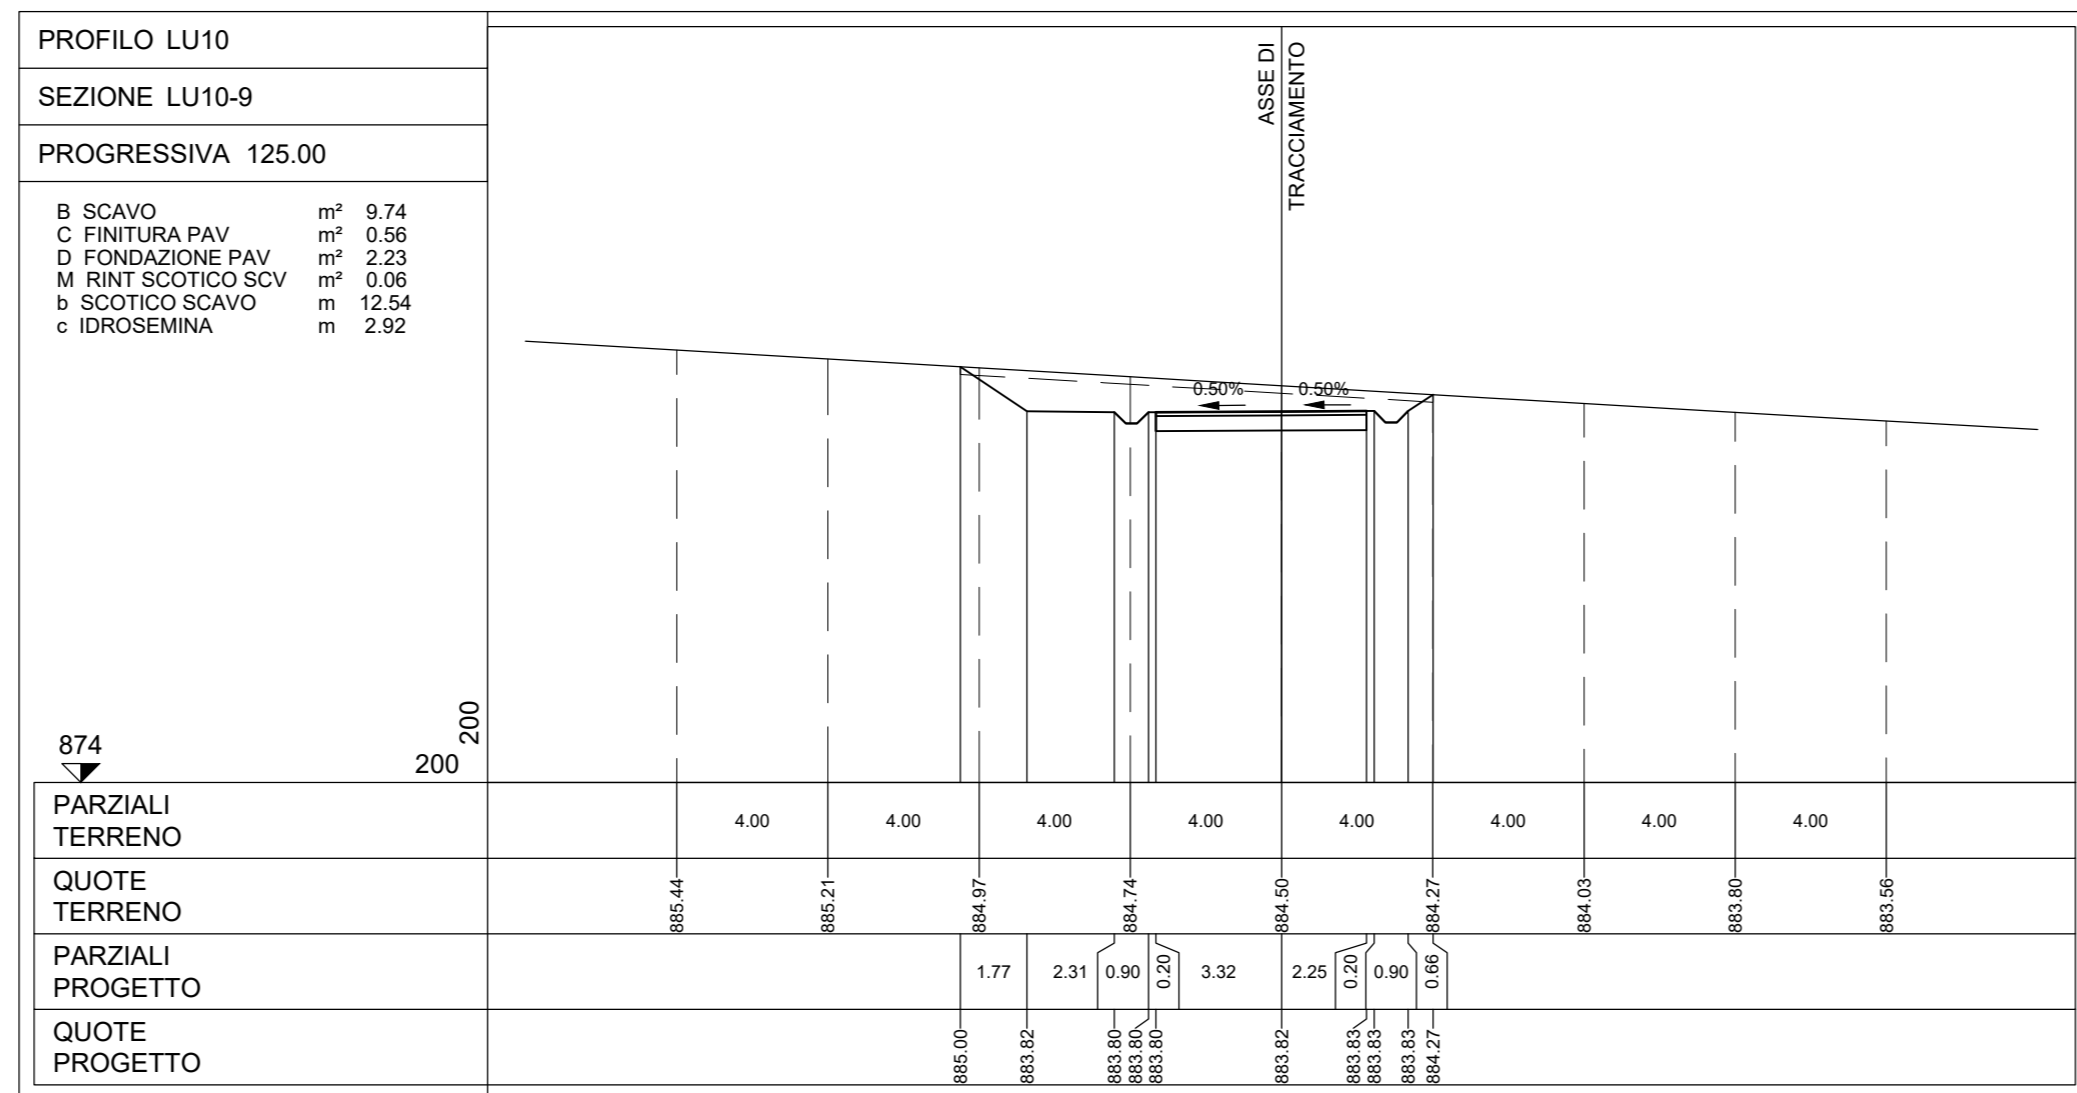 PROFILO LU10
SEZIONE LU10-9
PROGRESSIVA 125.00
B SCAVO m² 9.74
C FINITURA PAV m² 0.56
D FONDAZIONE PAV m² 2.23
M RINT SCOTICO SCV m² 0.06
b SCOTICO SCAVO m 12.54
c IDROSEMINA m 2.92
ASSE DI
TRACCIAMENTO
0.50% 0.50%
874
200
200
PARZIALI
TERRENO
4.00 4.00 4.00 4.00 4.00 4.00 4.00 4.00
QUOTE
TERRENO
885.44 885.21 884.97 884.74 884.50 884.27 884.03 883.80 883.56
PARZIALI
PROGETTO
1.77 2.31 0.90 0.20 3.32 2.25 0.20 0.90 0.66
QUOTE
PROGETTO
885.00 883.82 883.80 883.80 883.80 883.82 883.83 883.83 883.83 884.27